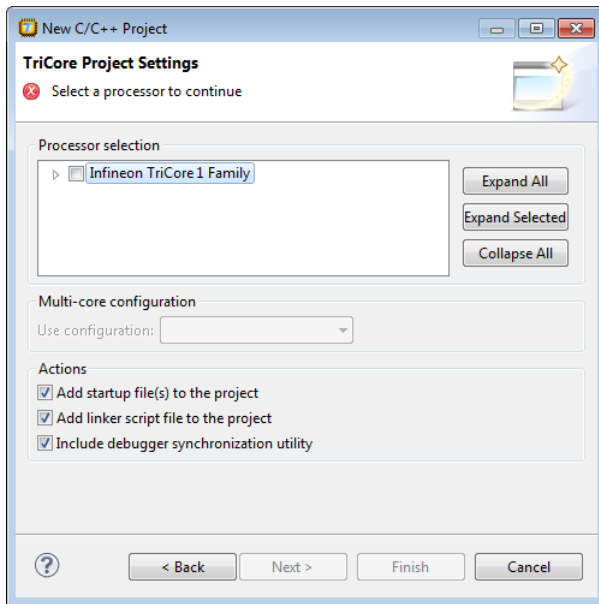 New C/C++ Project
TriCore Project Settings
Select a processor to continue
Processor selection
Infineon TriCore 1 Family
Expand All
Expand Selected
Collapse All
Multi-core configuration
Use configuration:
Actions
Add startup file(s) to the project
Add linker script file to the project
Include debugger synchronization utility
?
< Back
Next >
Finish
Cancel